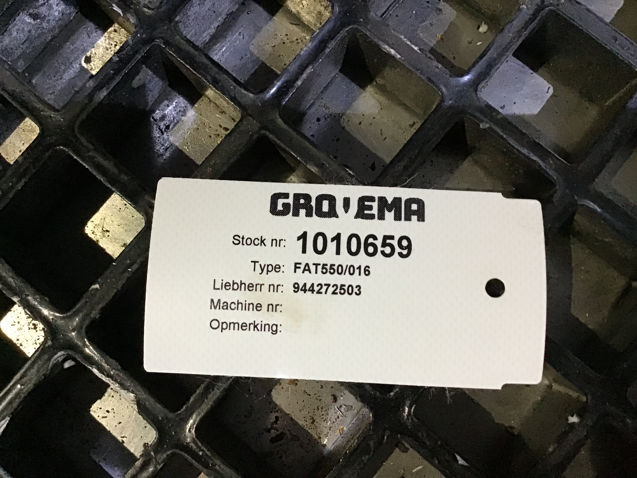 GROVEMA
Stock nr: 1010659
Type: FAT550/016
Liebherr nr: 944272503
Machine nr:
Opmerking: